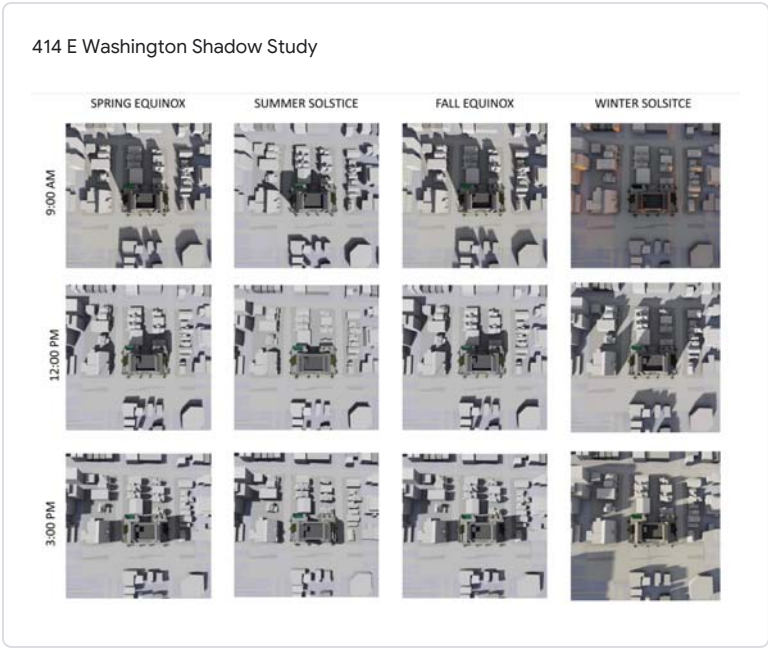 414 E Washington Shadow Study
SPRING EQUINOX
SUMMER SOLSTICE
FALL EQUINOX
WINTER SOLSITCE
9:00 AM
12:00 PM
3:00 PM